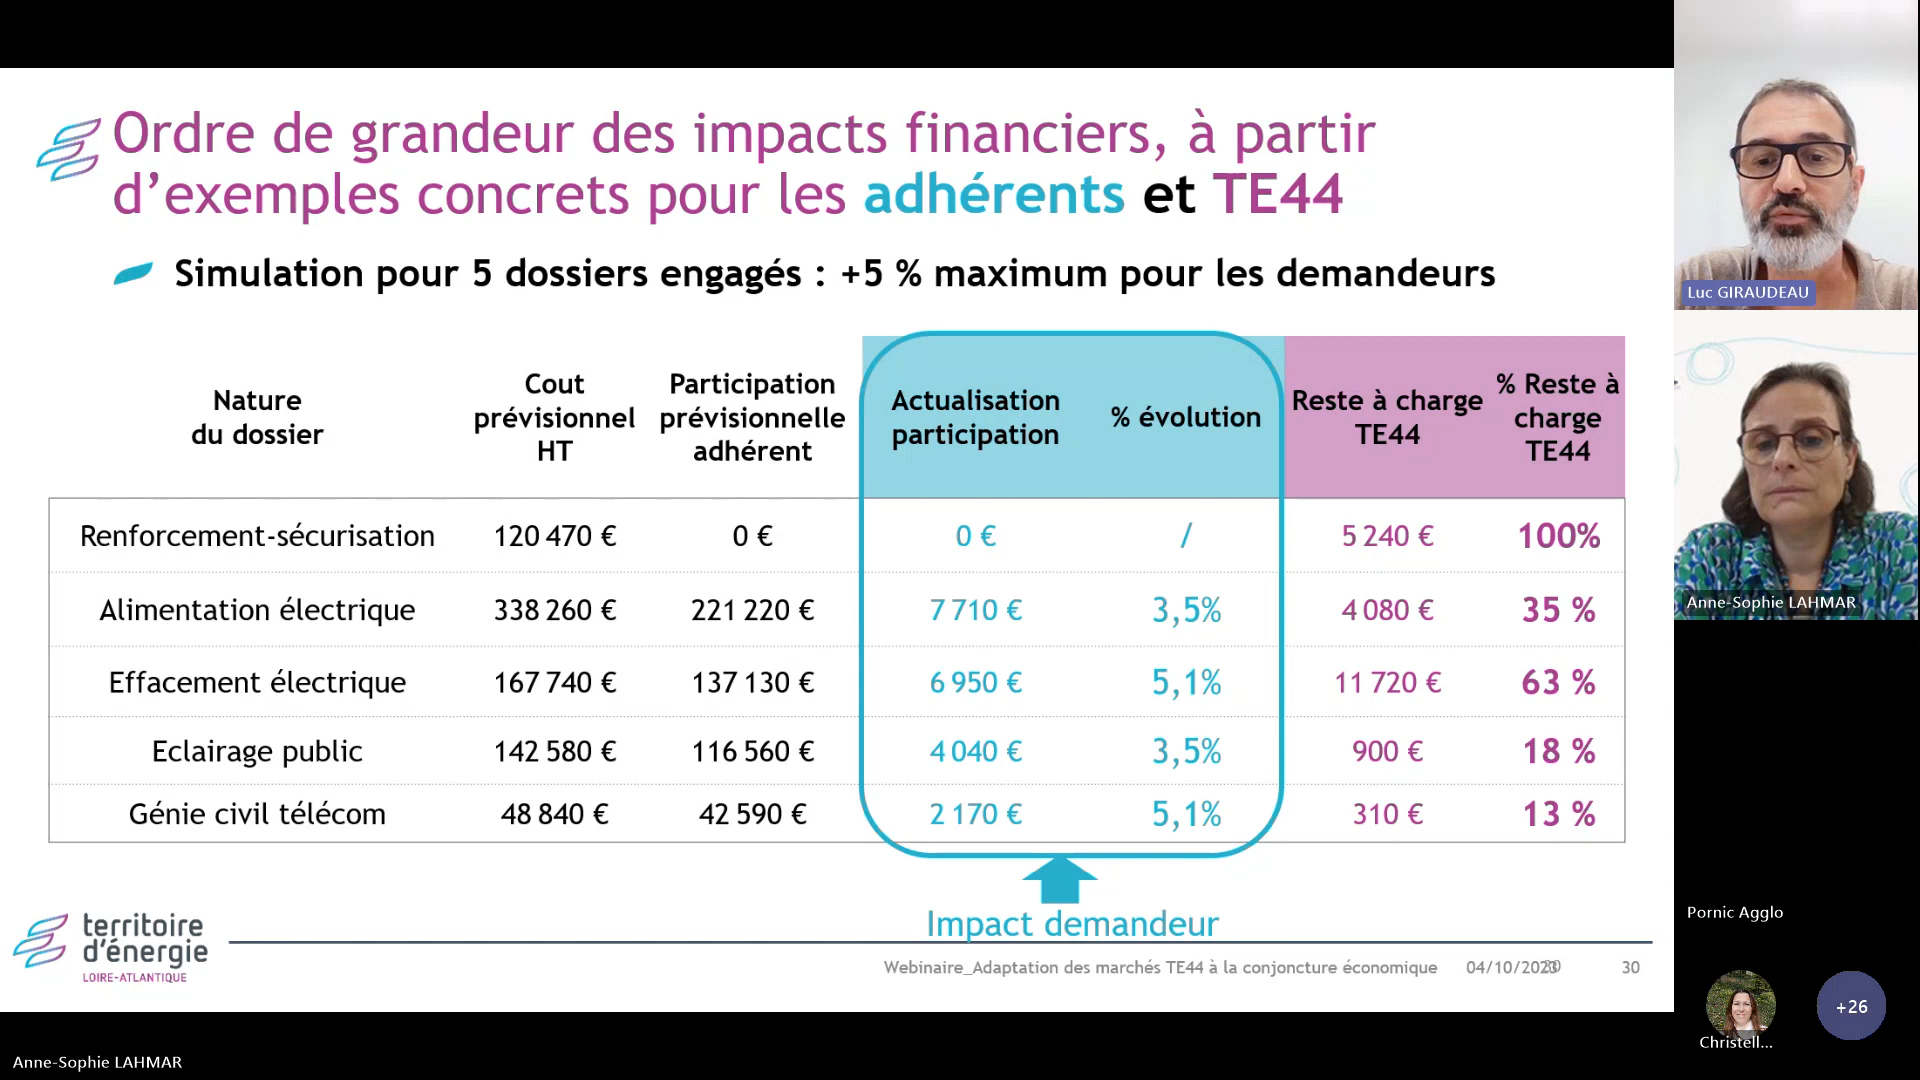 Ordre de grandeur des impacts financiers, à partir
d’exemples concrets pour les adhérents et TE44
Simulation pour 5 dossiers engagés : +5 % maximum pour les demandeurs
Nature
du dossier
Cout
prévisionnel
HT
Participation
prévisionnelle
adhérent
Actualisation
participation
% évolution
Reste à charge
TE44
% Reste à
charge
TE44
Renforcement-sécurisation 120 470 € 0 € 0 € / 5 240 € 100%
Alimentation électrique 338 260 € 221 220 € 7 710 € 3,5% 4 080 € 35 %
Effacement électrique 167 740 € 137 130 € 6 950 € 5,1% 11 720 € 63 %
Eclairage public 142 580 € 116 560 € 4 040 € 3,5% 900 € 18 %
Génie civil télécom 48 840 € 42 590 € 2 170 € 5,1% 310 € 13 %
Impact demandeur
territoire
d’énergie
LOIRE-ATLANTIQUE
Webinaire_Adaptation des marchés TE44 à la conjoncture économique 04/10/2023 30
30
Luc GIRAUDEAU
Anne-Sophie LAHMAR
Pornic Agglo
+26
Christell...
Anne-Sophie LAHMAR